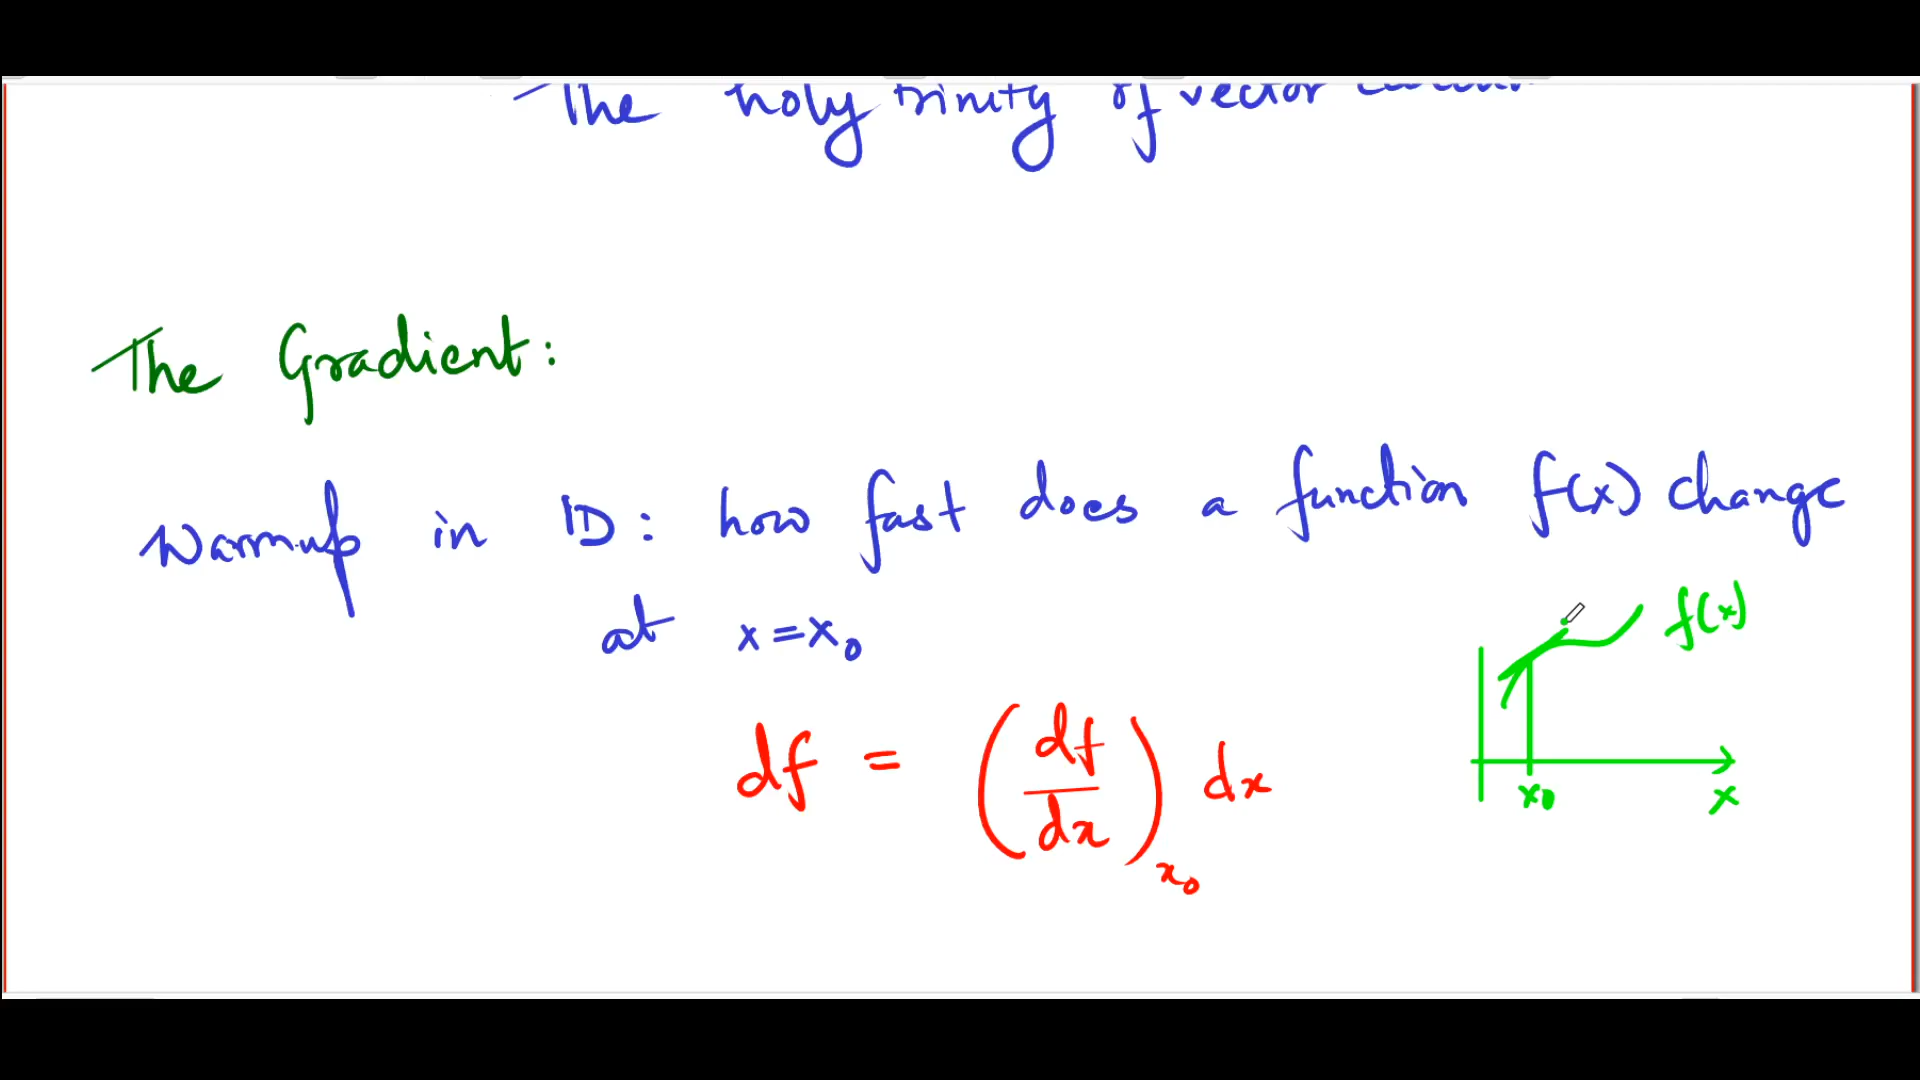 The holy trinity of vector
The Gradient:
Warmup in 1D: how fast does a function f(x) change
at x = x₀
f(x)
df = (df/dx)ₓ₀ dx
x₀ x